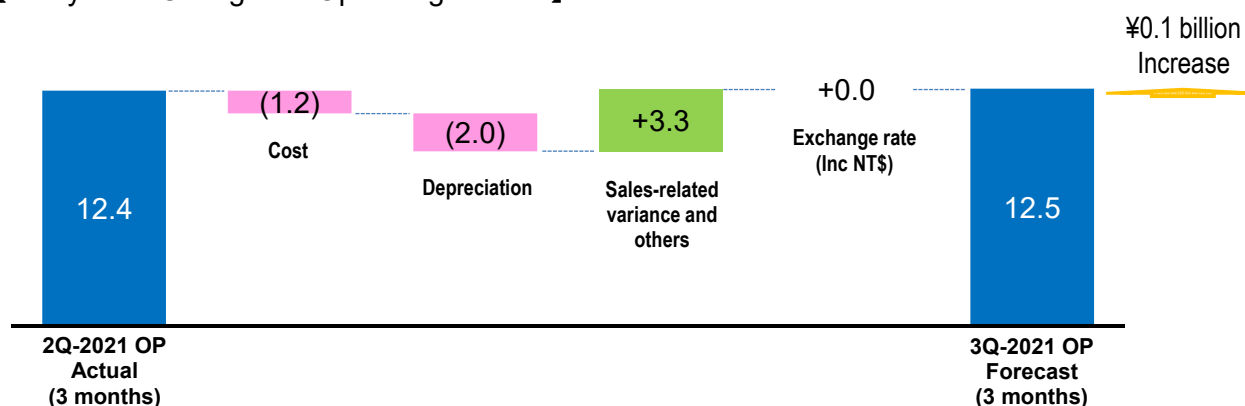 ¥0.1 billion
Increase
(1.2)
+0.0
(2.0)
+3.3
Cost
Exchange rate
(Inc NT$)
Depreciation
Sales-related
variance and
others
12.4
12.5
2Q-2021 OP
Actual
(3 months)
3Q-2021 OP
Forecast
(3 months)